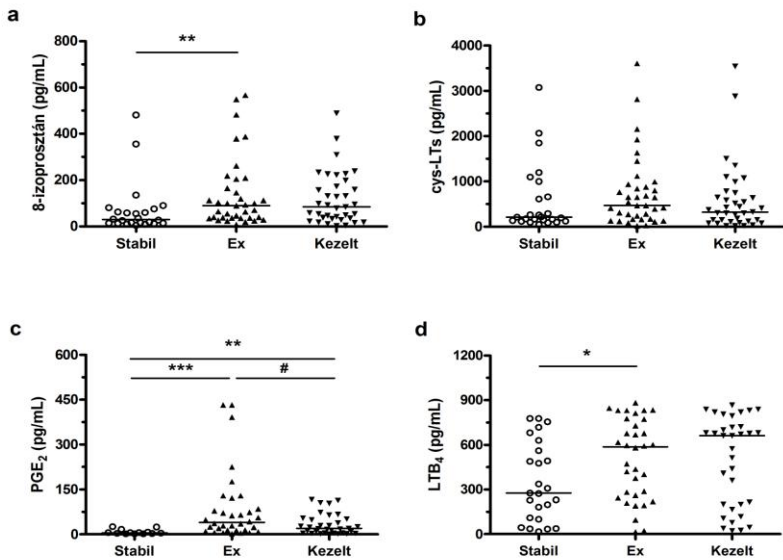 a
8-izoprosztán (pg/mL)
800
600
400
200
0
**
Stabil Ex Kezelt
b
cys-LTs (pg/mL)
4000
3000
2000
1000
500
0
Stabil Ex Kezelt
c
PGE2 (pg/mL)
600
450
300
150
0
**
*** #
Stabil Ex Kezelt
d
LTB4 (pg/mL)
1200
900
600
300
0
*
Stabil Ex Kezelt